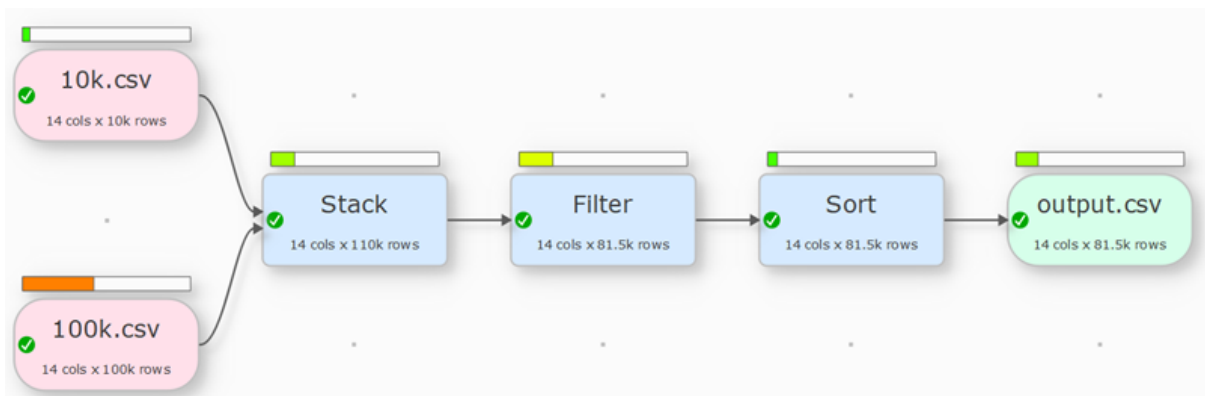 10k.csv
14 cols x 10k rows
100k.csv
14 cols x 100k rows
Stack
14 cols x 110k rows
Filter
14 cols x 81.5k rows
Sort
14 cols x 81.5k rows
output.csv
14 cols x 81.5k rows